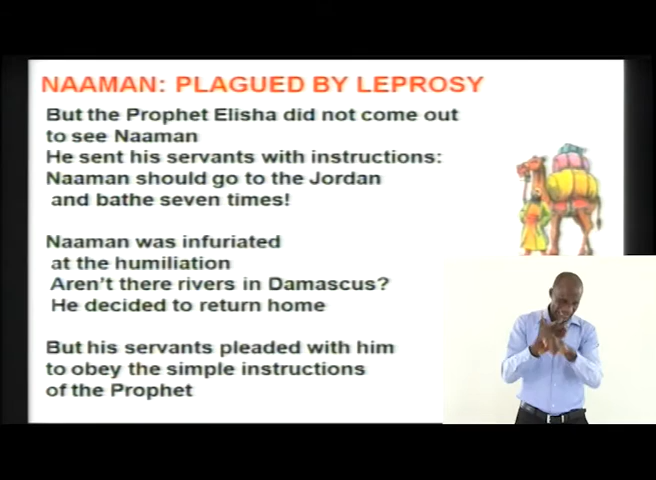 NAAMAN: PLAGUED BY LEPROSY
But the Prophet Elisha did not come out
to see Naaman
He sent his servants with instructions:
Naaman should go to the Jordan
and bathe seven times!
Naaman was infuriated
at the humiliation
Aren't there rivers in Damascus?
He decided to return home
But his servants pleaded with him
to obey the simple instructions
of the Prophet